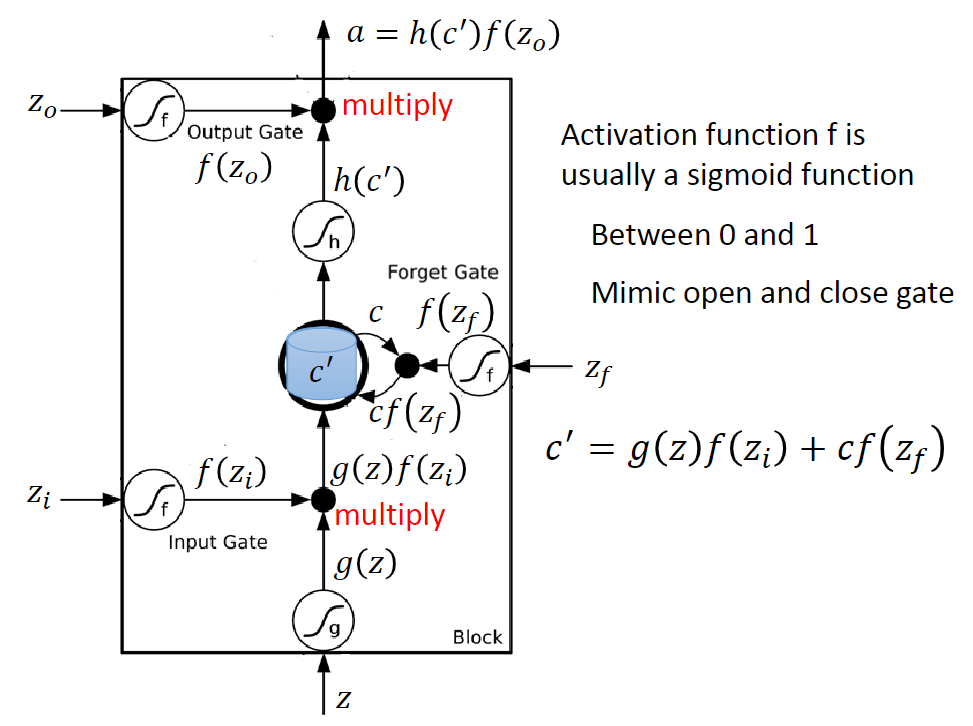 a = h(c′)f(z_o)
z_o
f
multiply
Output Gate
f(z_o)
h(c′)
h
Activation function f is
usually a sigmoid function
Between 0 and 1
Mimic open and close gate
Forget Gate
c
f(z_f)
c′
f
z_f
cf(z_f)
c′ = g(z)f(z_i) + cf(z_f)
f(z_i)
g(z)f(z_i)
z_i
f
multiply
Input Gate
g(z)
g
Block
z